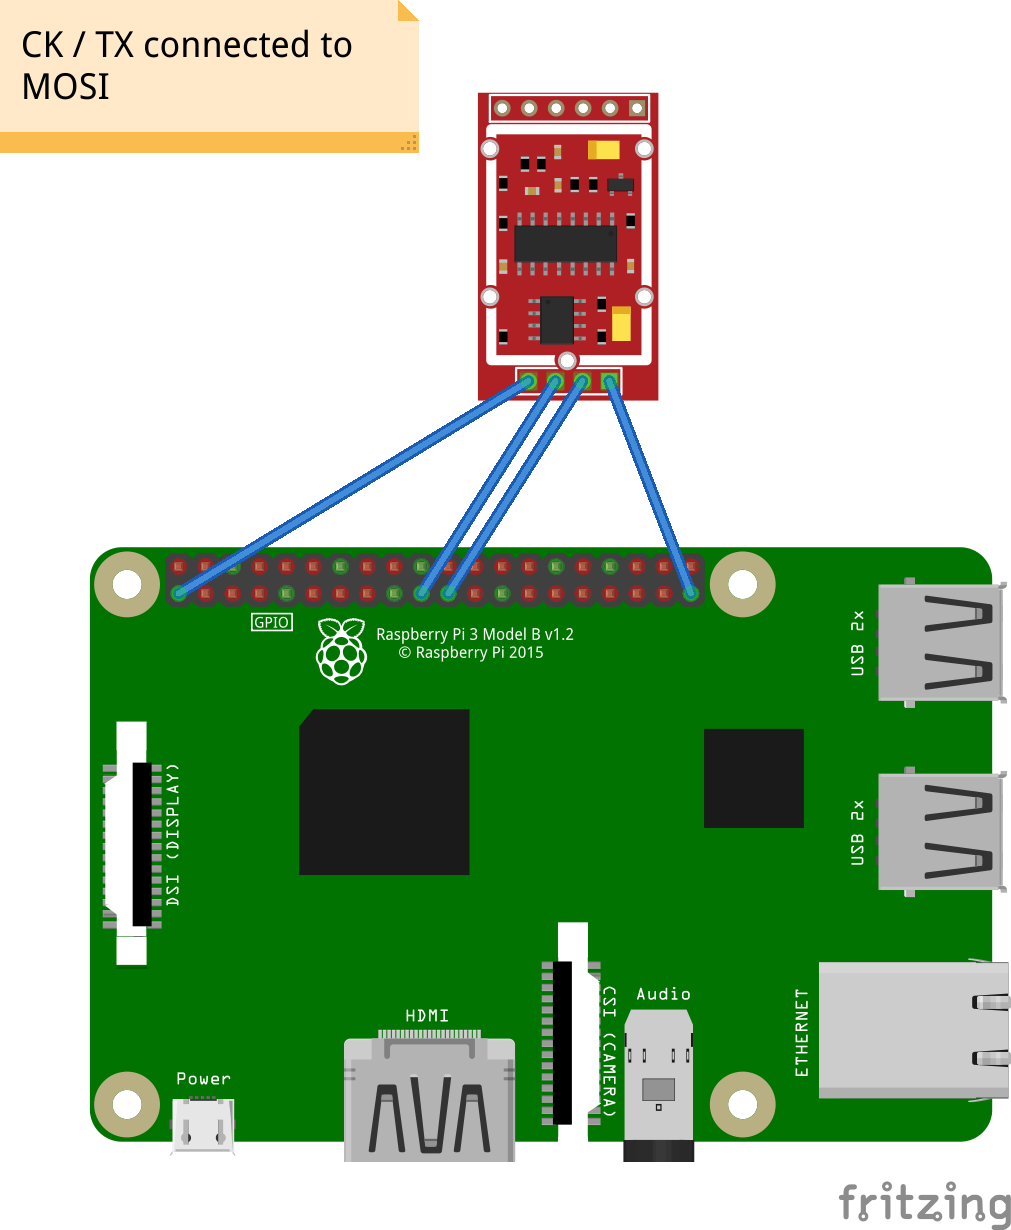 CK / TX connected to
MOSI
GPIO
Raspberry Pi 3 Model B v1.2
© Raspberry Pi 2015
USB 2x
DSI (DISPLAY)
USB 2x
HDMI
CSI (CAMERA)
Audio
ETHERNET
Power
fritzing